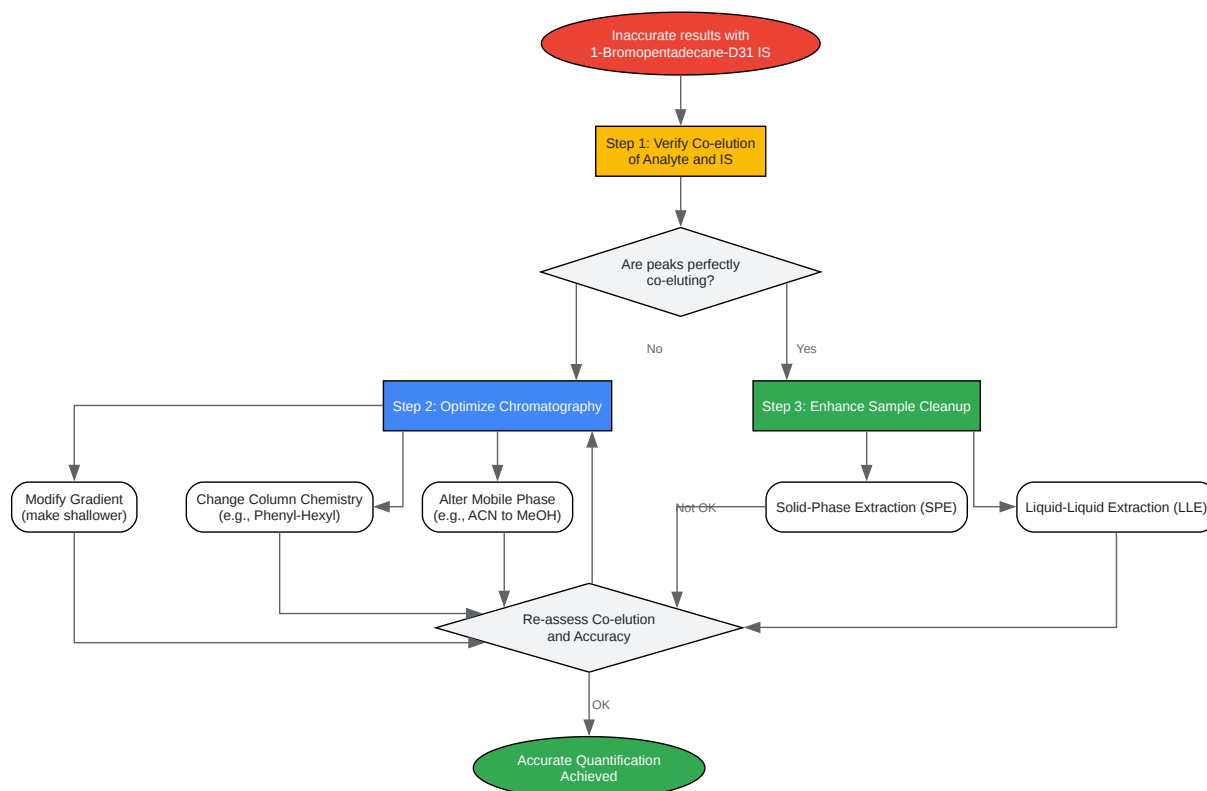 Inaccurate results with
1-Bromopentadecane-D31 IS
Step 1: Verify Co-elution
of Analyte and IS
Are peaks perfectly
co-eluting?
No
Yes
Step 2: Optimize Chromatography
Step 3: Enhance Sample Cleanup
Modify Gradient
(make shallower)
Change Column Chemistry
(e.g., Phenyl-Hexyl)
Alter Mobile Phase
(e.g., ACN to MeOH)
Not OK
Solid-Phase Extraction (SPE)
Liquid-Liquid Extraction (LLE)
Re-assess Co-elution
and Accuracy
OK
Accurate Quantification
Achieved